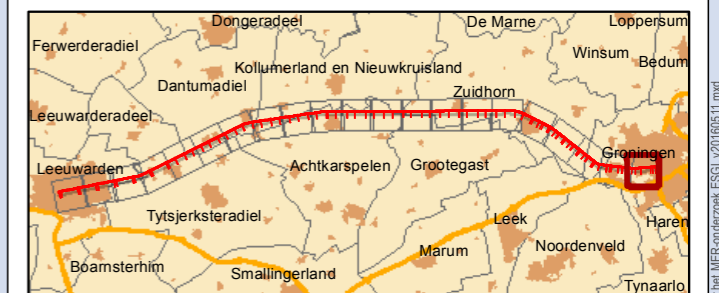 Dongeradeel
De Marne
Loppersum
Ferwerderadiel
Winsum
Bedum
Kollumerland en Nieuwkruisland
Dantumadiel
Zuidhorn
Leeuwarderadeel
Groningen
Leeuwarden
Achtkarspelen
Grootegast
Tytsjerksteradiel
Leek
Haren
Noordenveld
Marum
Boarnsterhim
Smallingerland
Tynaarlo